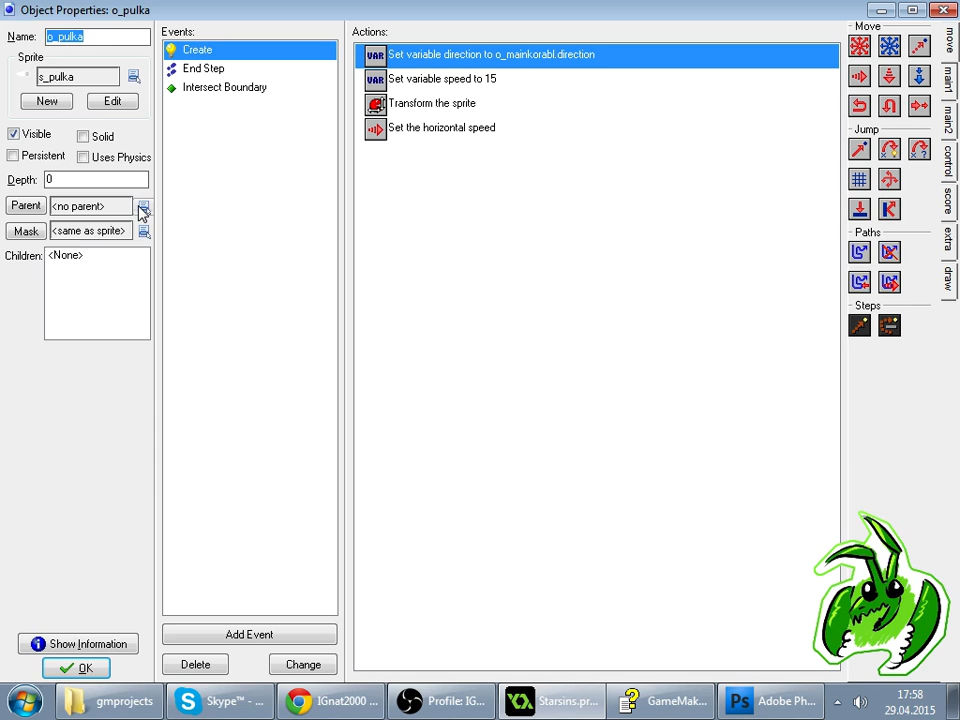 Object Properties: o_pulka
Name: o_pulka
Sprite
s_pulka
New
Edit
Visible
Solid
Persistent
Uses Physics
Depth: 0
Parent <no parent>
Mask <same as sprite>
Children: <None>
Show Information
OK
Events:
Create
End Step
Intersect Boundary
Add Event
Delete
Change
Actions:
VAR Set variable direction to o_mainkorabl.direction
VAR Set variable speed to 15
Transform the sprite
Set the horizontal speed
Move
Jump
Paths
Steps
move
main1
main2
control
score
extra
draw
gmprojects
Skype™ - ...
IGnat2000 ...
Profile: IG...
Starsins.pr...
GameMak...
Ps Adobe Ph...
17:58
29.04.2015